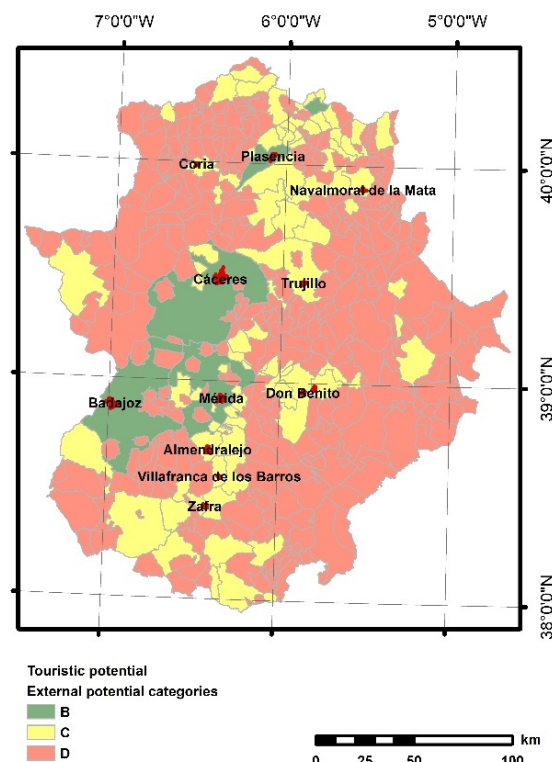 7°0'0"W 6°0'0"W 5°0'0"W
Plasencia
Coria
40°0'0"N
Navalmoral de la Mata
Cáceres
Trujillo
39°0'0"N
Don Benito
Badajoz
Mérida
Almendralejo
Villafranca de los Barros
Zafra
38°0'0"N
Touristic potential
External potential categories
B
C
D
km
0 25 50 100